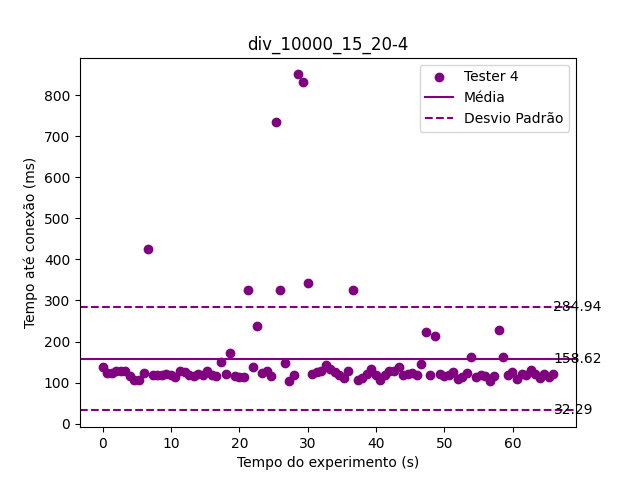 div_10000_15_20-4
Tester 4
Média
Desvio Padrão
Tempo até conexão (ms)
800
700
600
500
400
300
200
100
0
284.94
158.62
32.29
0 10 20 30 40 50 60
Tempo do experimento (s)